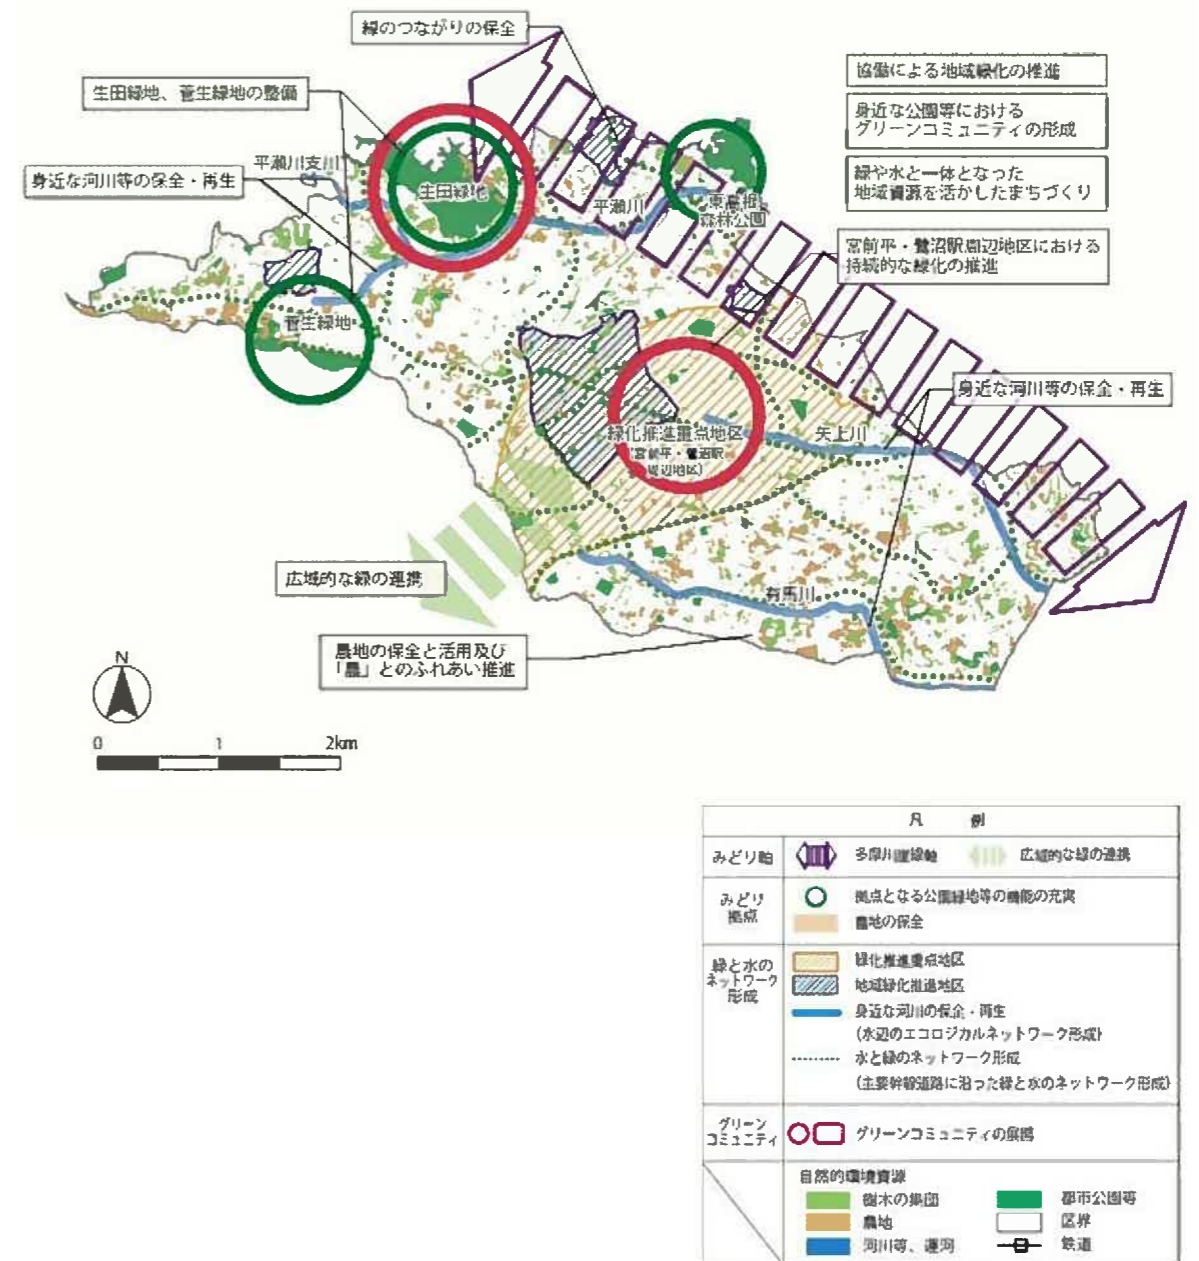 緑のつながりの保全
生田緑地、菅生緑地の整備
身近な河川等の保全・再生
協働による地域緑化の推進
身近な公園等における
グリーンコミュニティの形成
緑や水と一体となった
地域資源を活かしたまちづくり
宮前平・鷺沼駅周辺地区における
持続的な緑化の推進
平瀬川支川
生田緑地
平瀬川
東高根
森林公園
菅生緑地
身近な河川等の保全・再生
緑化推進重点地区
(宮前平・鷺沼駅
周辺地区)
矢上川
広域的な緑の連携
有馬川
農地の保全と活用及び
「農」とのふれあい推進
N
0 1 2km
凡 例
みどり軸
多摩川崖線軸
広域的な緑の連携
みどり
拠点
拠点となる公園緑地等の機能の充実
農地の保全
緑と水の
ネットワーク
形成
緑化推進重点地区
地域緑化推進地区
身近な河川の保全・再生
(水辺のエコロジカルネットワーク形成)
水と緑のネットワーク形成
(主要幹線道路に沿った緑と水のネットワーク形成)
グリーン
コミュニティ
グリーンコミュニティの展開
自然的環境資源
樹木の集団
都市公園等
農地
区界
河川等、運河
鉄道